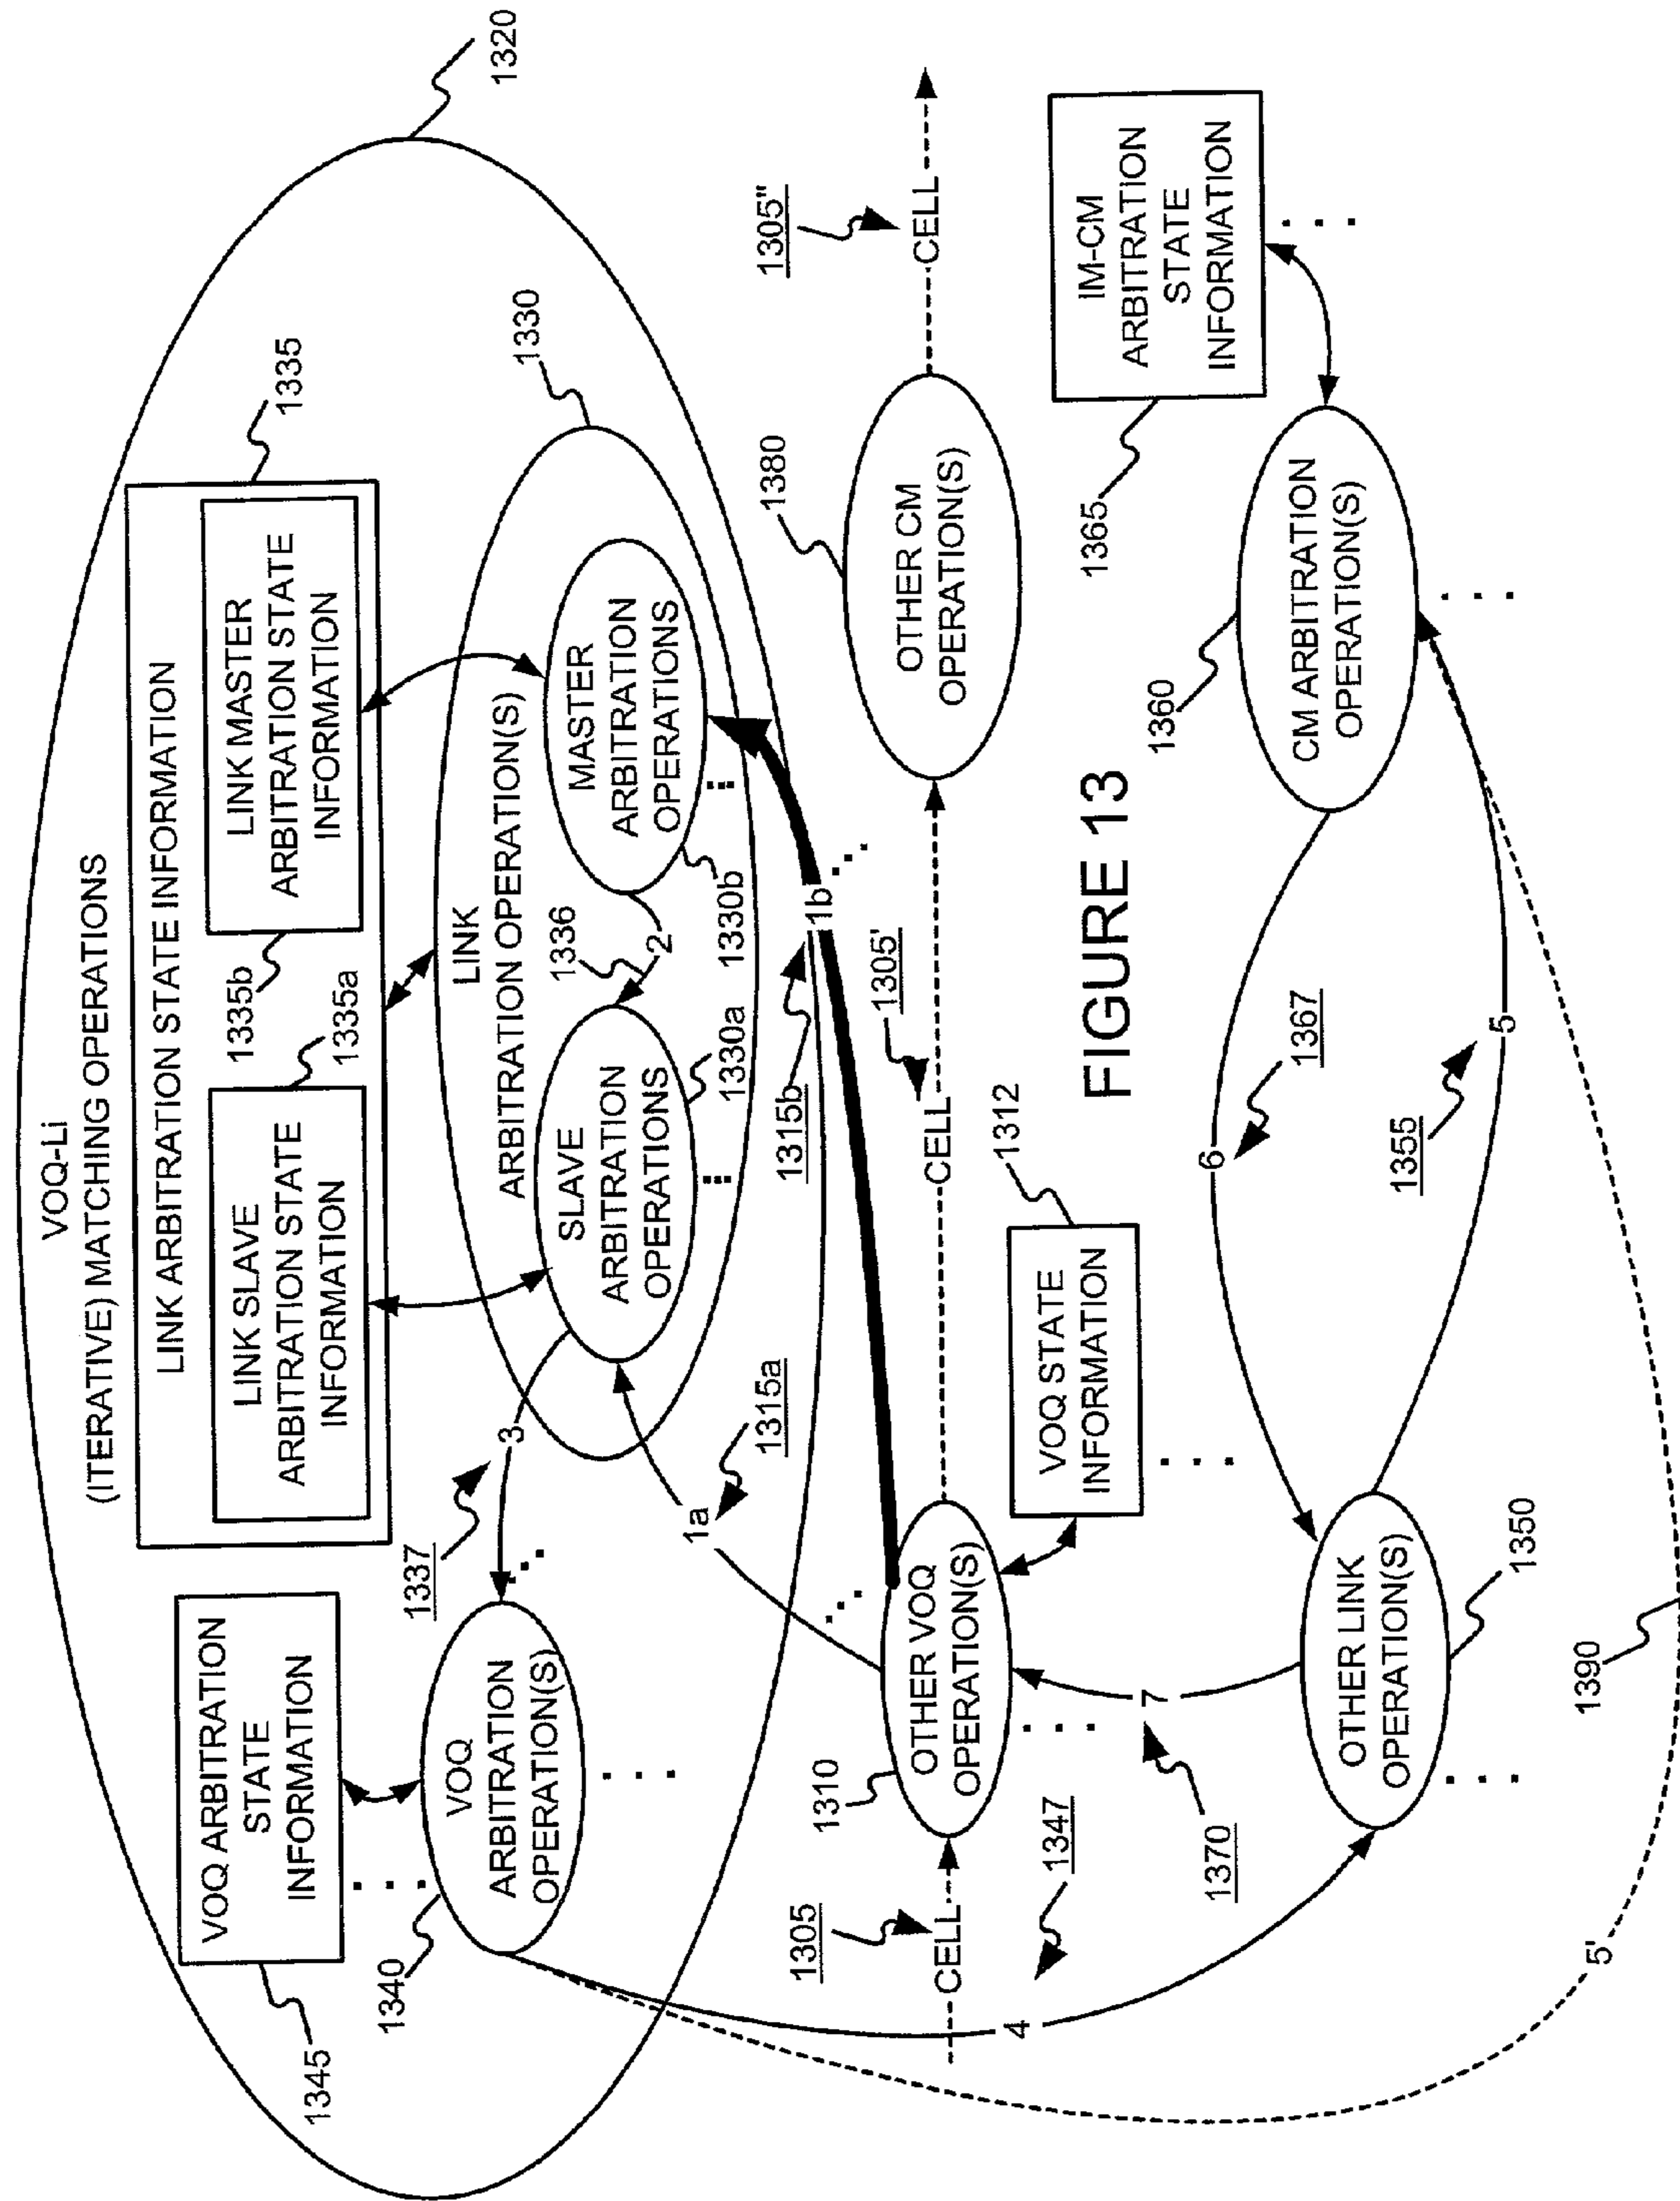 VOQ-Li
(ITERATIVE) MATCHING OPERATIONS
1320
LINK ARBITRATION STATE INFORMATION
1335
VOQ ARBITRATION
STATE
INFORMATION
1345
LINK SLAVE
ARBITRATION STATE
INFORMATION
1335a
LINK MASTER
ARBITRATION STATE
INFORMATION
1335b
LINK
ARBITRATION OPERATION(S)
1330
VOQ
ARBITRATION
OPERATION(S)
1340
. . .
. . .
1337
3
...
SLAVE
ARBITRATION
OPERATIONS
1330a
...
1336
2
MASTER
ARBITRATION
OPERATIONS
1330b
...
1a
1315a
...
1315b
1b
...
1305
CELL
1310
OTHER VOQ
OPERATION(S)
. . .
1305'
CELL
1380
OTHER CM
OPERATION(S)
1305"
CELL
4
1347
VOQ STATE
INFORMATION
1312
. . .
FIGURE 13
IM-CM
ARBITRATION
STATE
INFORMATION
1365
. . .
7
1370
6
1367
1360
CM ARBITRATION
OPERATION(S)
. . .
OTHER LINK
OPERATION(S)
1350
. . .
1355
5
5'
1390